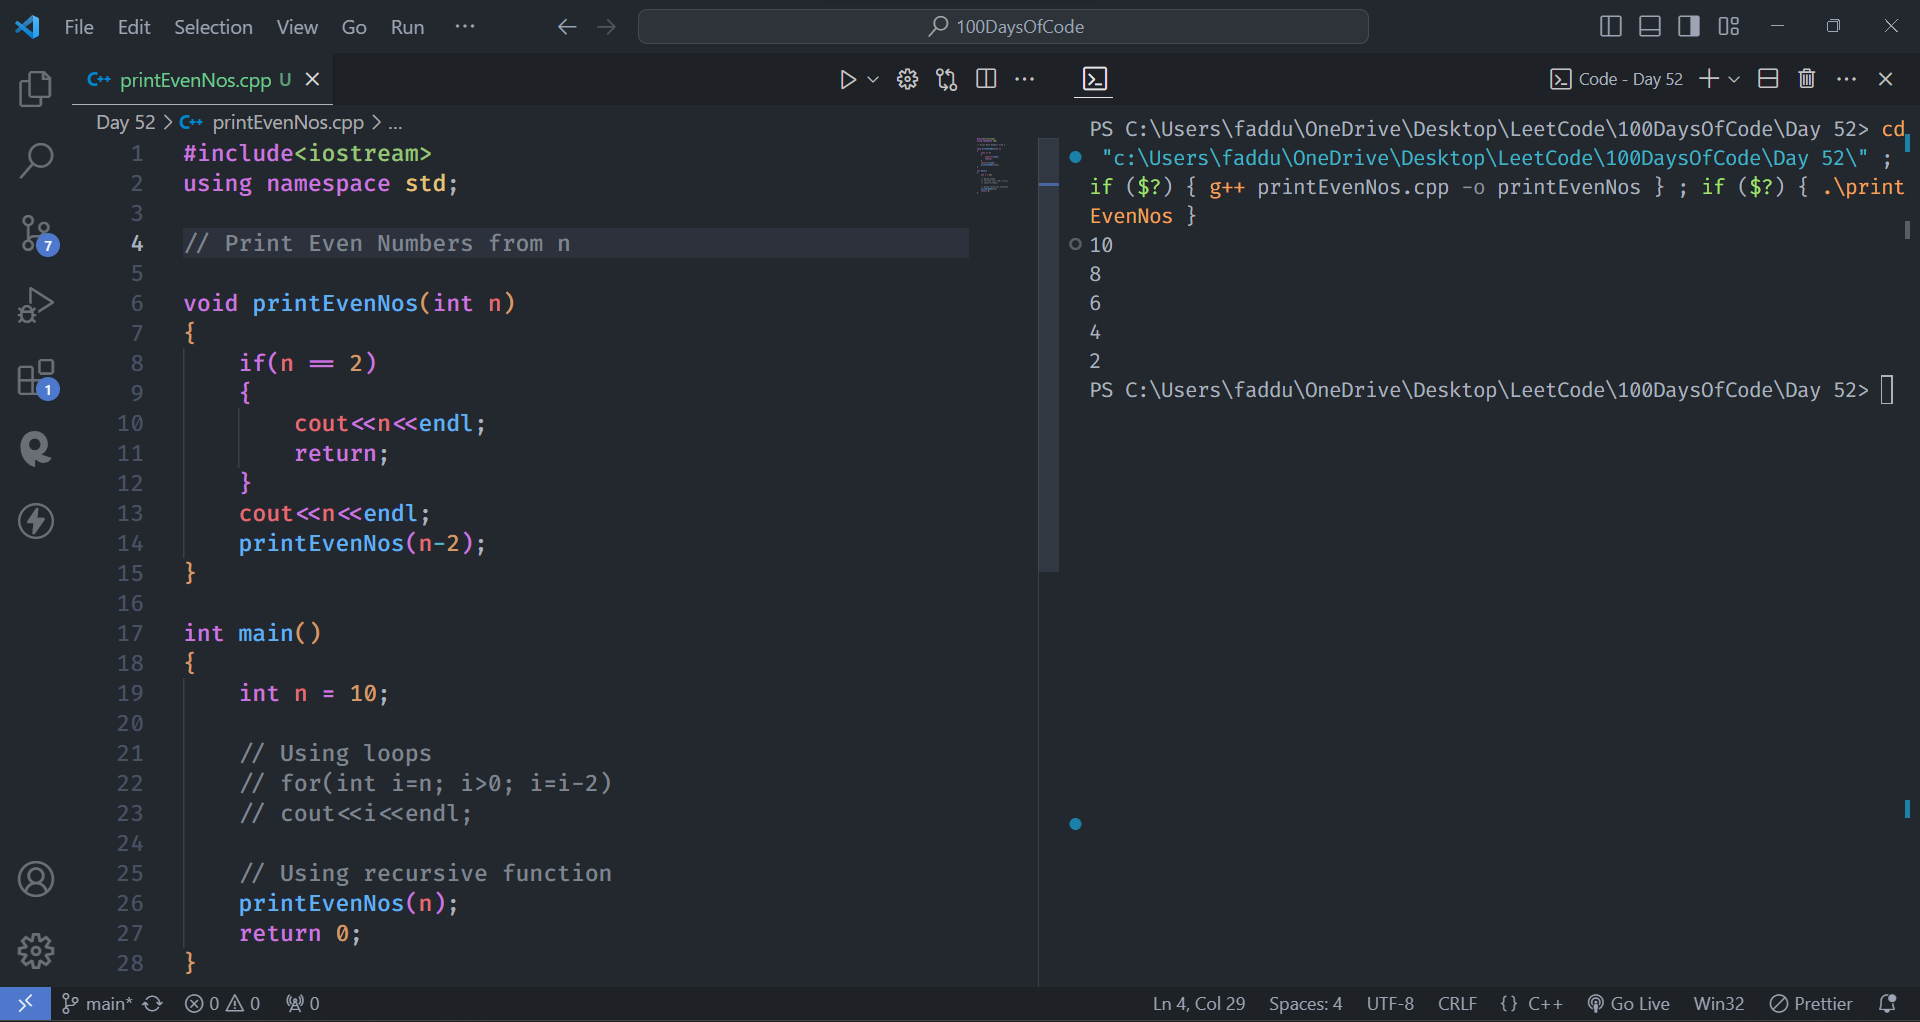 File Edit Selection View Go Run ··· 100DaysOfCode
C++ printEvenNos.cpp U
Day 52 > C++ printEvenNos.cpp > ...
1 #include<iostream>
2 using namespace std;
3
4 // Print Even Numbers from n
5
6 void printEvenNos(int n)
7 {
8 if(n == 2)
9 {
10 cout<<n<<endl;
11 return;
12 }
13 cout<<n<<endl;
14 printEvenNos(n-2);
15 }
16
17 int main()
18 {
19 int n = 10;
20
21 // Using loops
22 // for(int i=n; i>0; i=i-2)
23 // cout<<i<<endl;
24
25 // Using recursive function
26 printEvenNos(n);
27 return 0;
28 }
7
1
Code - Day 52
PS C:\Users\faddu\OneDrive\Desktop\LeetCode\100DaysOfCode\Day 52> cd
"c:\Users\faddu\OneDrive\Desktop\LeetCode\100DaysOfCode\Day 52\" ;
if ($?) { g++ printEvenNos.cpp -o printEvenNos } ; if ($?) { .\print
EvenNos }
10
8
6
4
2
PS C:\Users\faddu\OneDrive\Desktop\LeetCode\100DaysOfCode\Day 52>
main* 0 0 0 Ln 4, Col 29 Spaces: 4 UTF-8 CRLF {} C++ Go Live Win32 Prettier